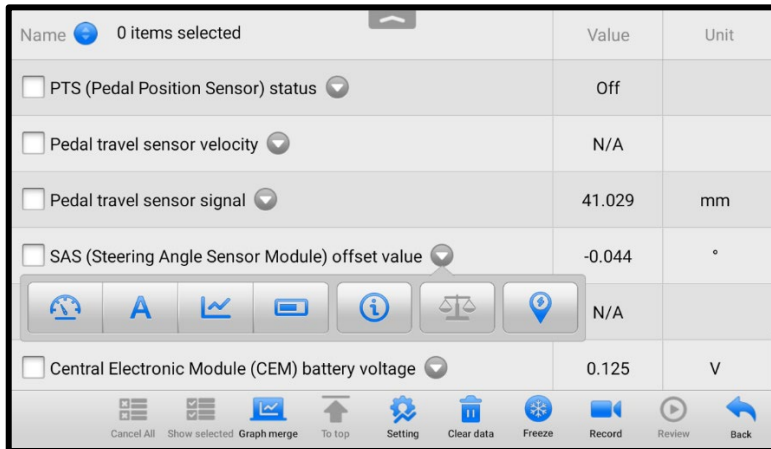 Name 0 items selected Value Unit
PTS (Pedal Position Sensor) status Off
Pedal travel sensor velocity N/A
Pedal travel sensor signal 41.029 mm
SAS (Steering Angle Sensor Module) offset value -0.044 °
A N/A
Central Electronic Module (CEM) battery voltage 0.125 V
Cancel All Show selected Graph merge To top Setting Clear data Freeze Record Review Back